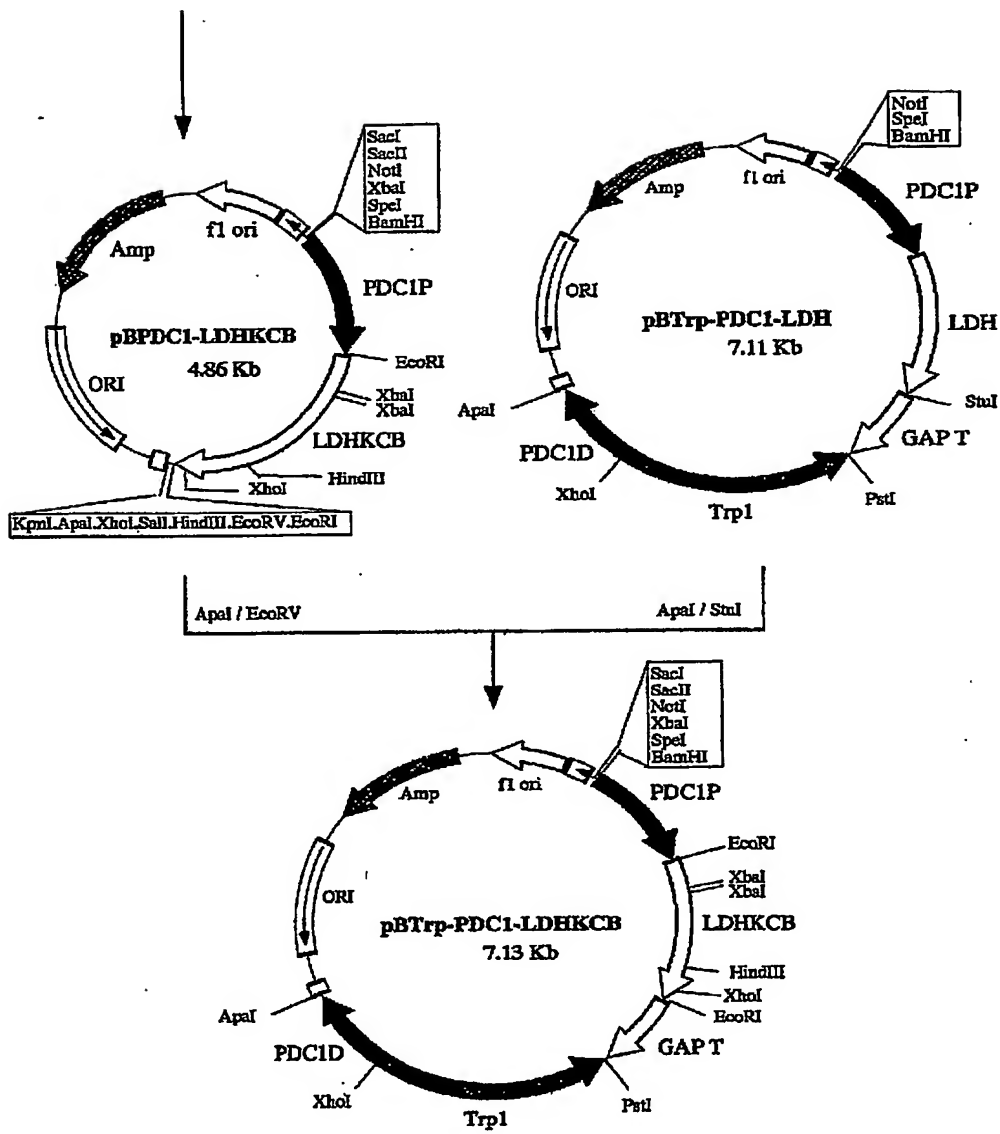 SacI
SacII
NotI
XbaI
SpeI
BamHI
f1 ori
Amp
PDC1P
pBPDC1-LDHKCB
4.86 Kb
EcoRI
XbaI
XbaI
ORI
LDHKCB
HindIII
XhoI
KpnI.ApaI.XhoI.SalI.HindIII.EcoRV.EcoRI
NotI
SpeI
BamHI
f1 ori
Amp
PDC1P
ORI
pBTrp-PDC1-LDH
7.11 Kb
LDH
ApaI
StuI
GAP T
PDC1D
XhoI
Trp1
PstI
ApaI / EcoRV
ApaI / StuI
SacI
SacII
NotI
XbaI
SpeI
BamHI
f1 ori
Amp
PDC1P
EcoRI
XbaI
XbaI
ORI
pBTrp-PDC1-LDHKCB
7.13 Kb
LDHKCB
HindIII
XhoI
EcoRI
ApaI
PDC1D
GAP T
XhoI
Trp1
PstI